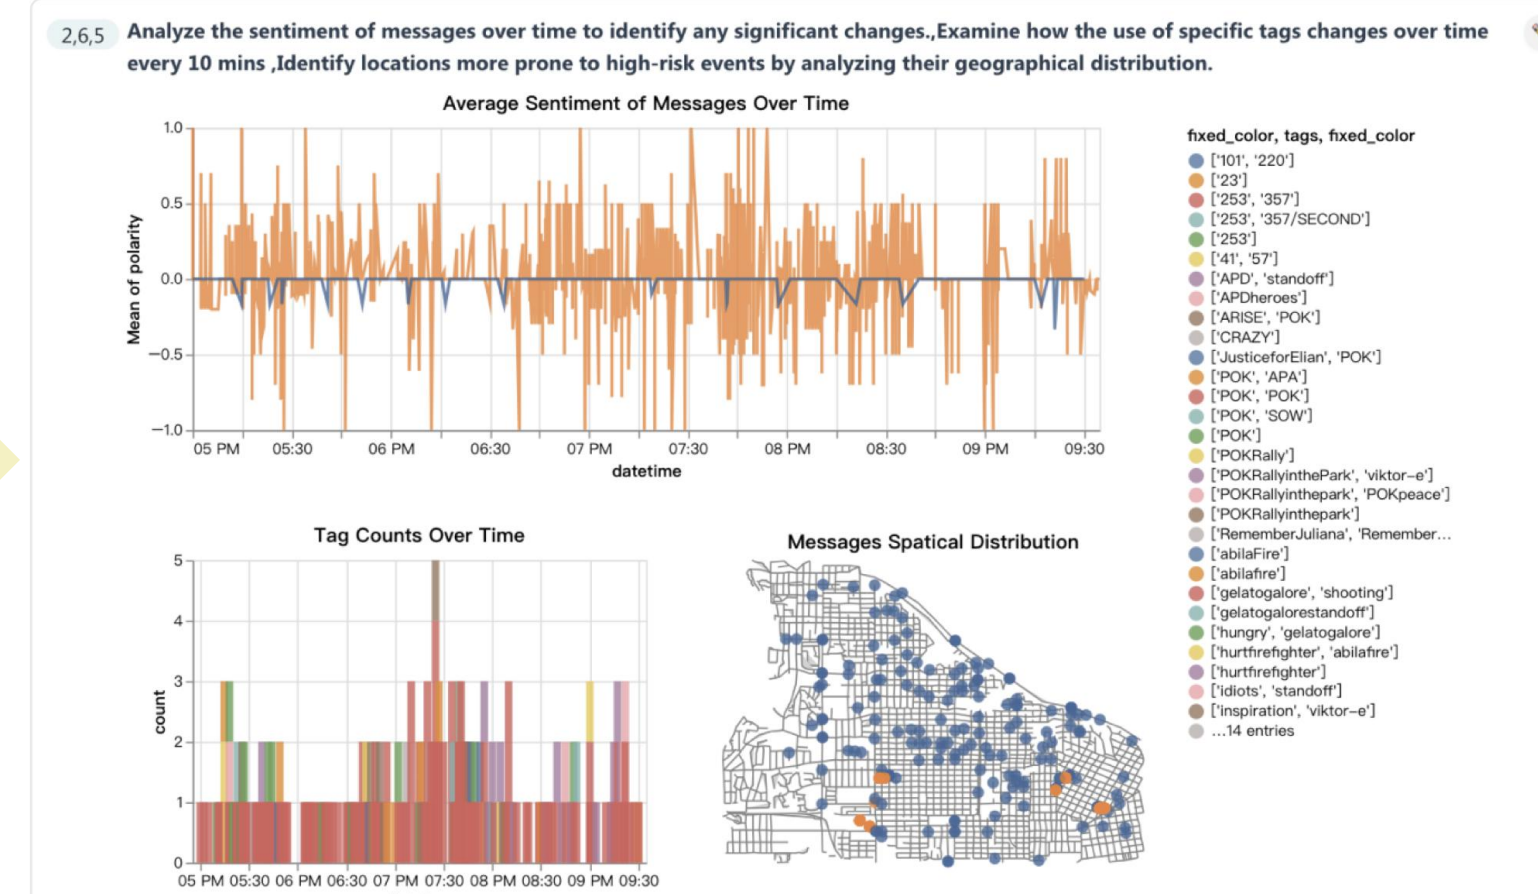 2,6,5
Analyze the sentiment of messages over time to identify any significant changes.,Examine how the use of specific tags changes over time
every 10 mins ,Identify locations more prone to high-risk events by analyzing their geographical distribution.
Average Sentiment of Messages Over Time
1.0
0.5
0.0
−0.5
−1.0
Mean of polarity
05 PM 05:30 06 PM 06:30 07 PM 07:30 08 PM 08:30 09 PM 09:30
datetime
fixed_color, tags, fixed_color
['101', '220']
['23']
['253', '357']
['253', '357/SECOND']
['253']
['41', '57']
['APD', 'standoff']
['APDheroes']
['ARISE', 'POK']
['CRAZY']
['JusticeforElian', 'POK']
['POK', 'APA']
['POK', 'POK']
['POK', 'SOW']
['POK']
['POKRally']
['POKRallyinthePark', 'viktor-e']
['POKRallyinthepark', 'POKpeace']
['POKRallyinthepark']
['RememberJuliana', 'Remember…
['abilaFire']
['abilafire']
['gelatogalore', 'shooting']
['gelatogalorestandoff']
['hungry', 'gelatogalore']
['hurtfirefighter', 'abilafire']
['hurtfirefighter']
['idiots', 'standoff']
['inspiration', 'viktor-e']
…14 entries
Tag Counts Over Time
5
4
3
2
1
0
count
05 PM 05:30 06 PM 06:30 07 PM 07:30 08 PM 08:30 09 PM 09:30
Messages Spatical Distribution